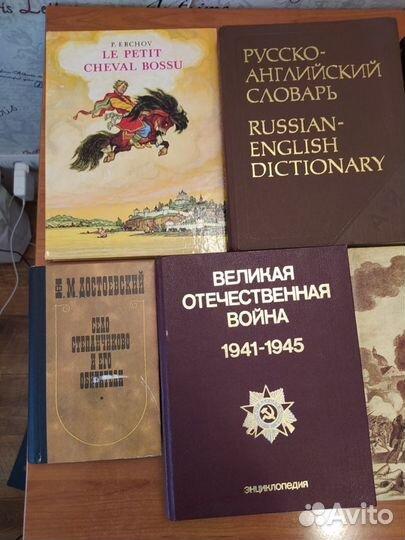 P. ERCHOV
LE PETIT
CHEVAL BOSSU
РУССКО-
АНГЛИЙСКИЙ
СЛОВАРЬ
RUSSIAN-
ENGLISH
DICTIONARY
Ф. М. ДОСТОЕВСКИЙ
СЕЛО
СТЕПАНЧИКОВО
И ЕГО
ОБИТАТЕЛИ
ВЕЛИКАЯ
ОТЕЧЕСТВЕННАЯ
ВОЙНА
1941-1945
ЭНЦИКЛОПЕДИЯ
Avito